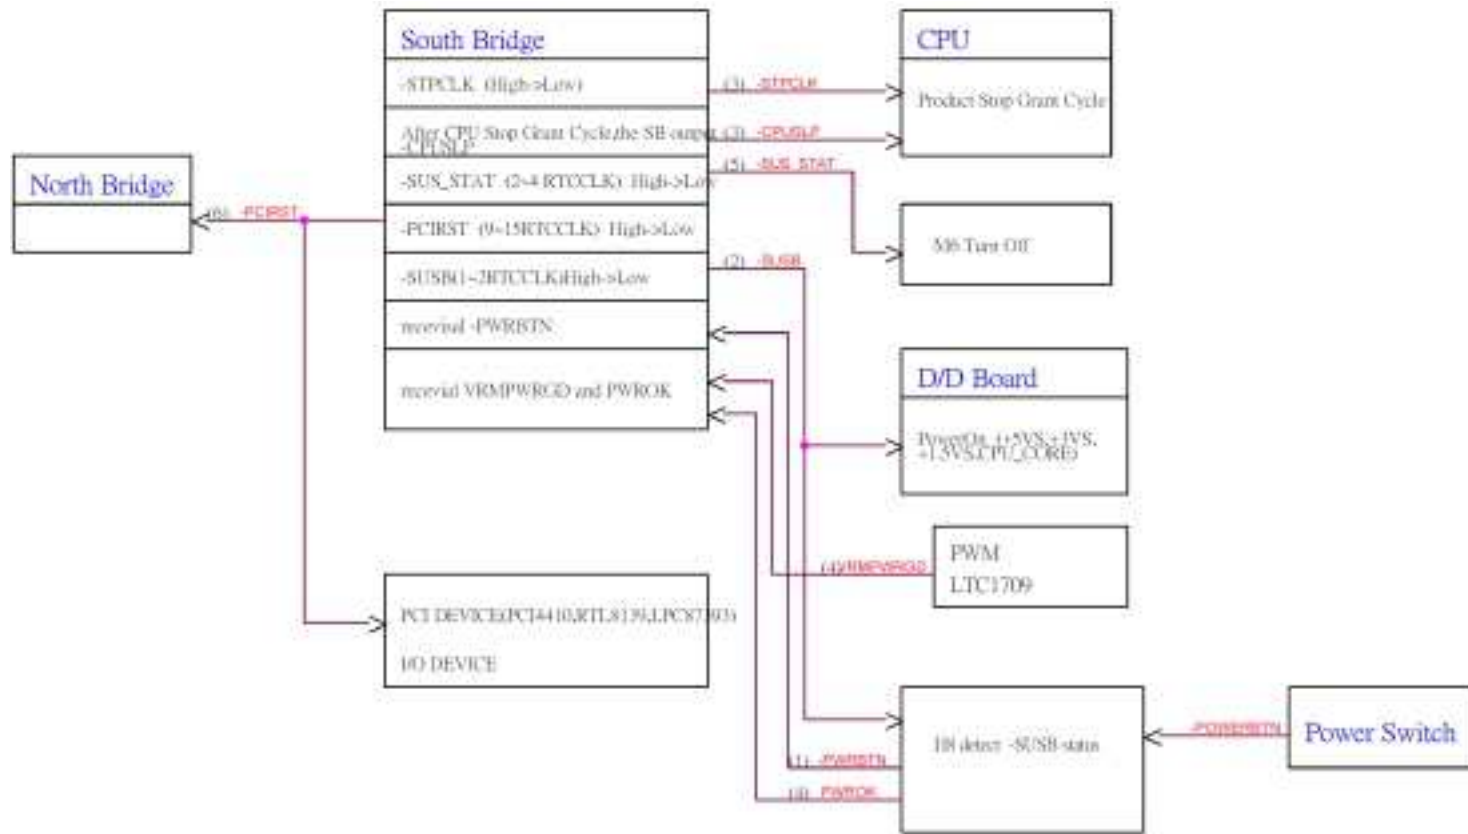 South Bridge
-STPCLK (High->Low)
After CPU Stop Grant Cycle,the SB output
-CPUSLP
-SUS_STAT (2~4 RTCCLK) High->Low
-PCIRST (9~15RTCCLK) High->Low
-SUSB(1~2RTCCLK)High->Low
-PWRBTN
VRMPWRGD and PWROK
CPU
Product Stop Grant Cycle
(3) -STPCLK
(3) -CPUSLP
(5) -SUS_STAT
North Bridge
(6) -PCIRST
M6 Turn Off
(2) -SUSB
D/D Board
PowerOn (+5VS,+3VS,
+1.5VS,CPU_CORE)
PWM
LTC1709
(4)VRMPWRGD
PCI DEVICE(PCI4410,RTL8139,
I/O DEVICE
H8 detect -SUSB status
(1) -PWRBTN
(4) PWROK
-POWERBTN
Power Switch